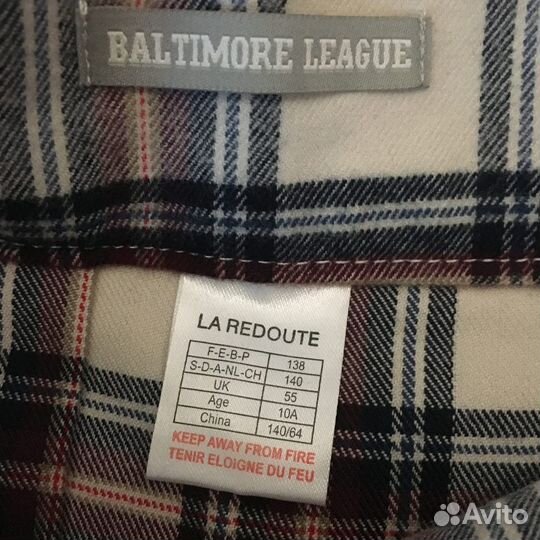 BALTIMORE LEAGUE
LA REDOUTE
F-E-B-P 138
S-D-A-NL-CH 140
UK 55
Age 10A
China 140/64
KEEP AWAY FROM FIRE
TENIR ELOiGNE DU FEU
Avito